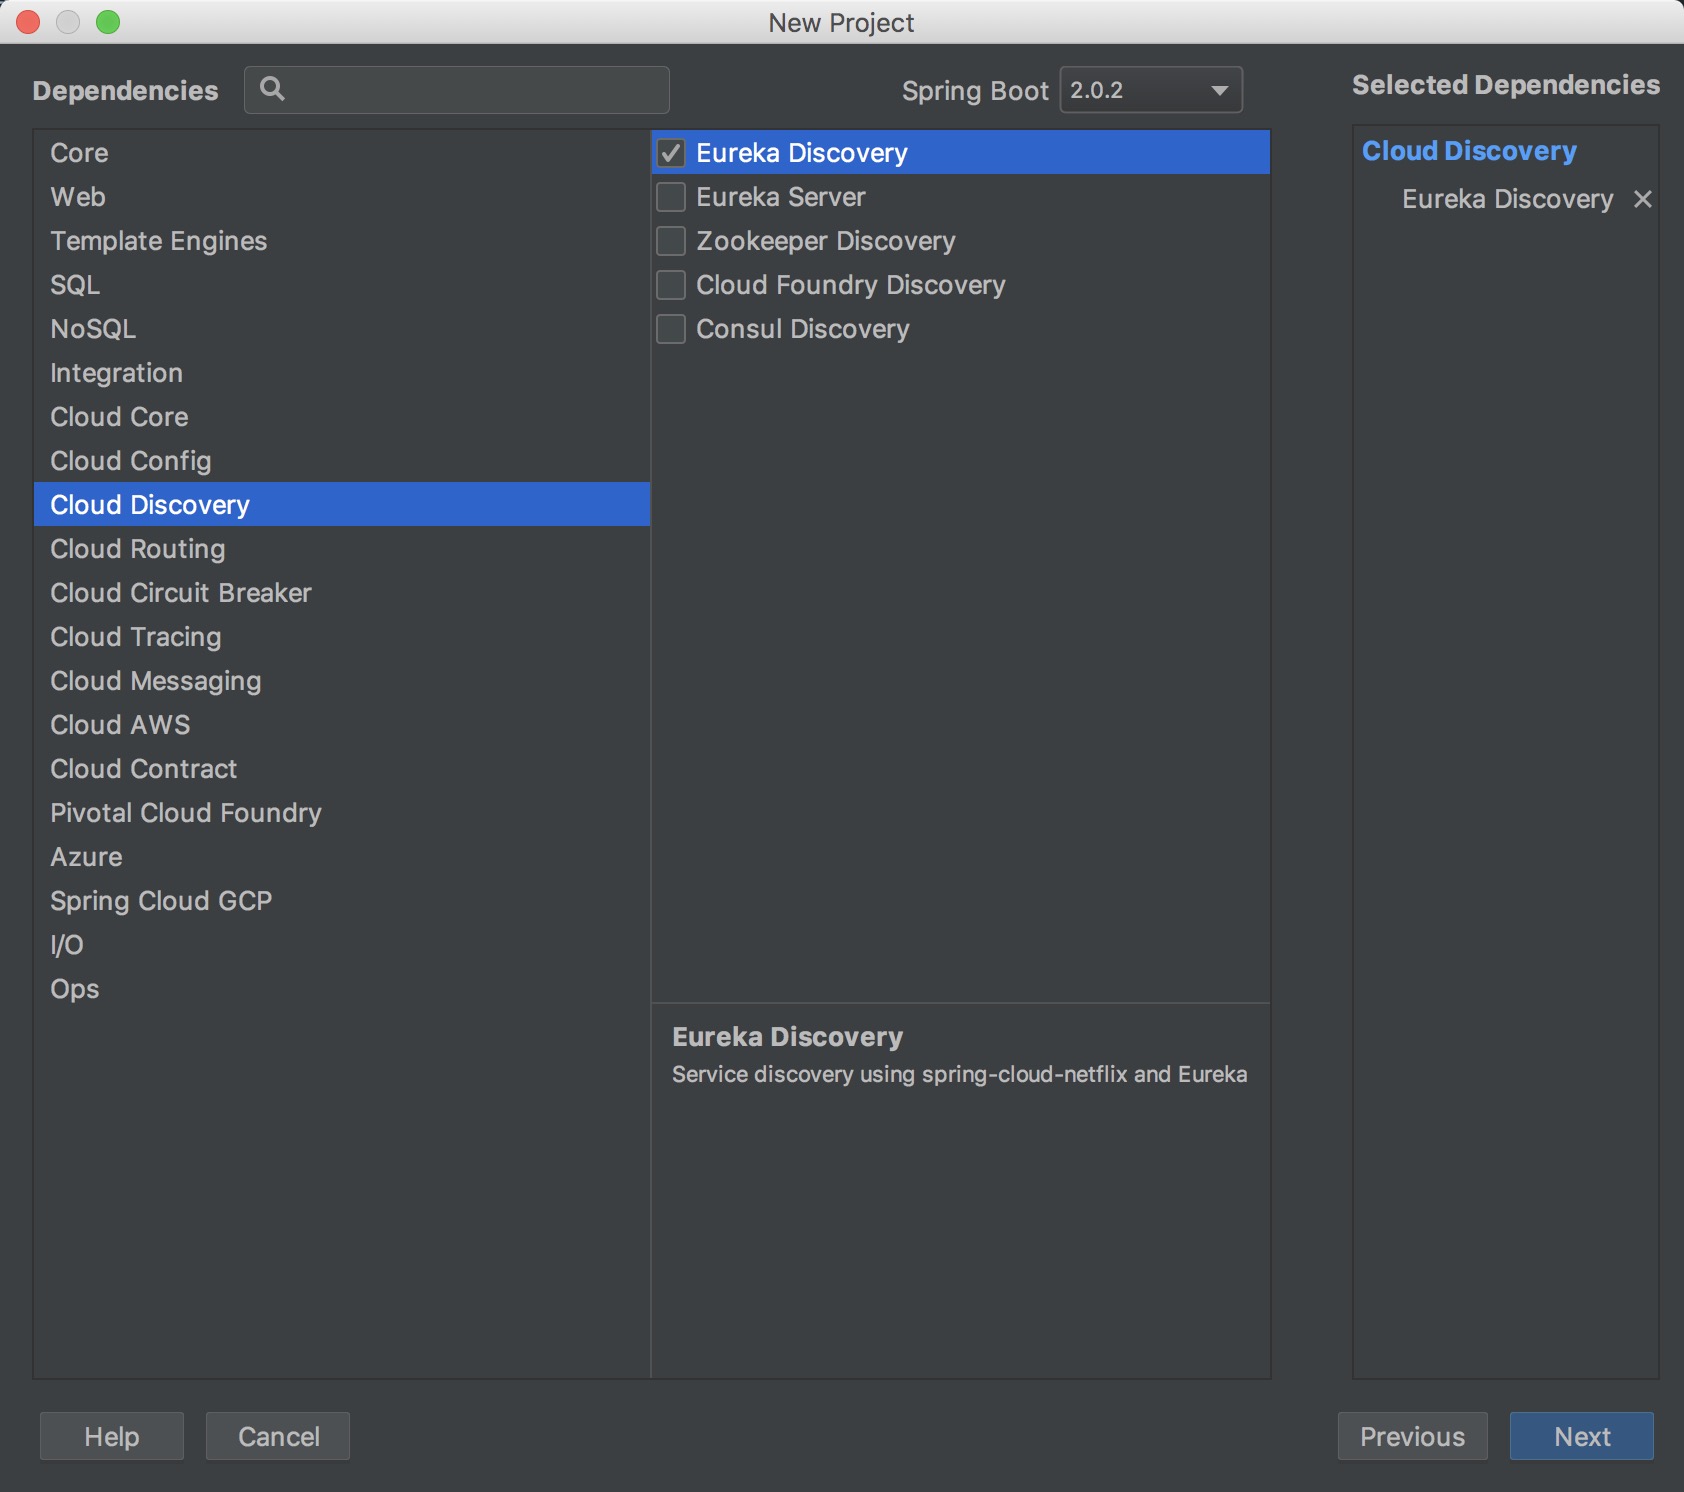 New Project
Dependencies
Spring Boot 2.0.2
Selected Dependencies
Core
Web
Template Engines
SQL
NoSQL
Integration
Cloud Core
Cloud Config
Cloud Discovery
Cloud Routing
Cloud Circuit Breaker
Cloud Tracing
Cloud Messaging
Cloud AWS
Cloud Contract
Pivotal Cloud Foundry
Azure
Spring Cloud GCP
I/O
Ops
Eureka Discovery
Eureka Server
Zookeeper Discovery
Cloud Foundry Discovery
Consul Discovery
Eureka Discovery
Service discovery using spring-cloud-netflix and Eureka
Cloud Discovery
Eureka Discovery
Help
Cancel
Previous
Next